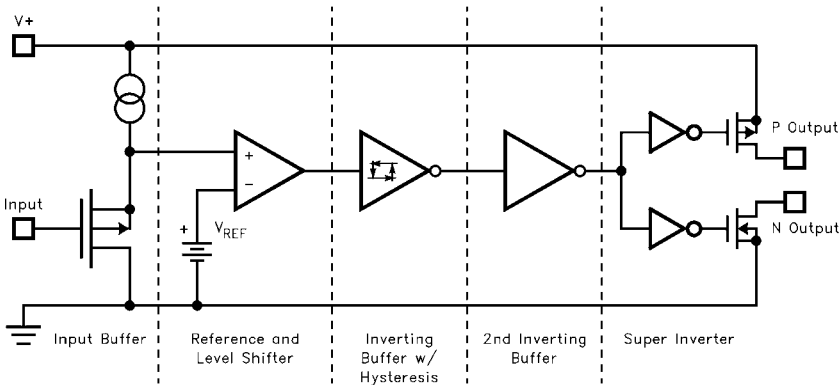 V+
P Output
+
−
Input
+
V_REF
N Output
Input Buffer
Reference and
Level Shifter
Inverting
Buffer w/
Hysteresis
2nd Inverting
Buffer
Super Inverter